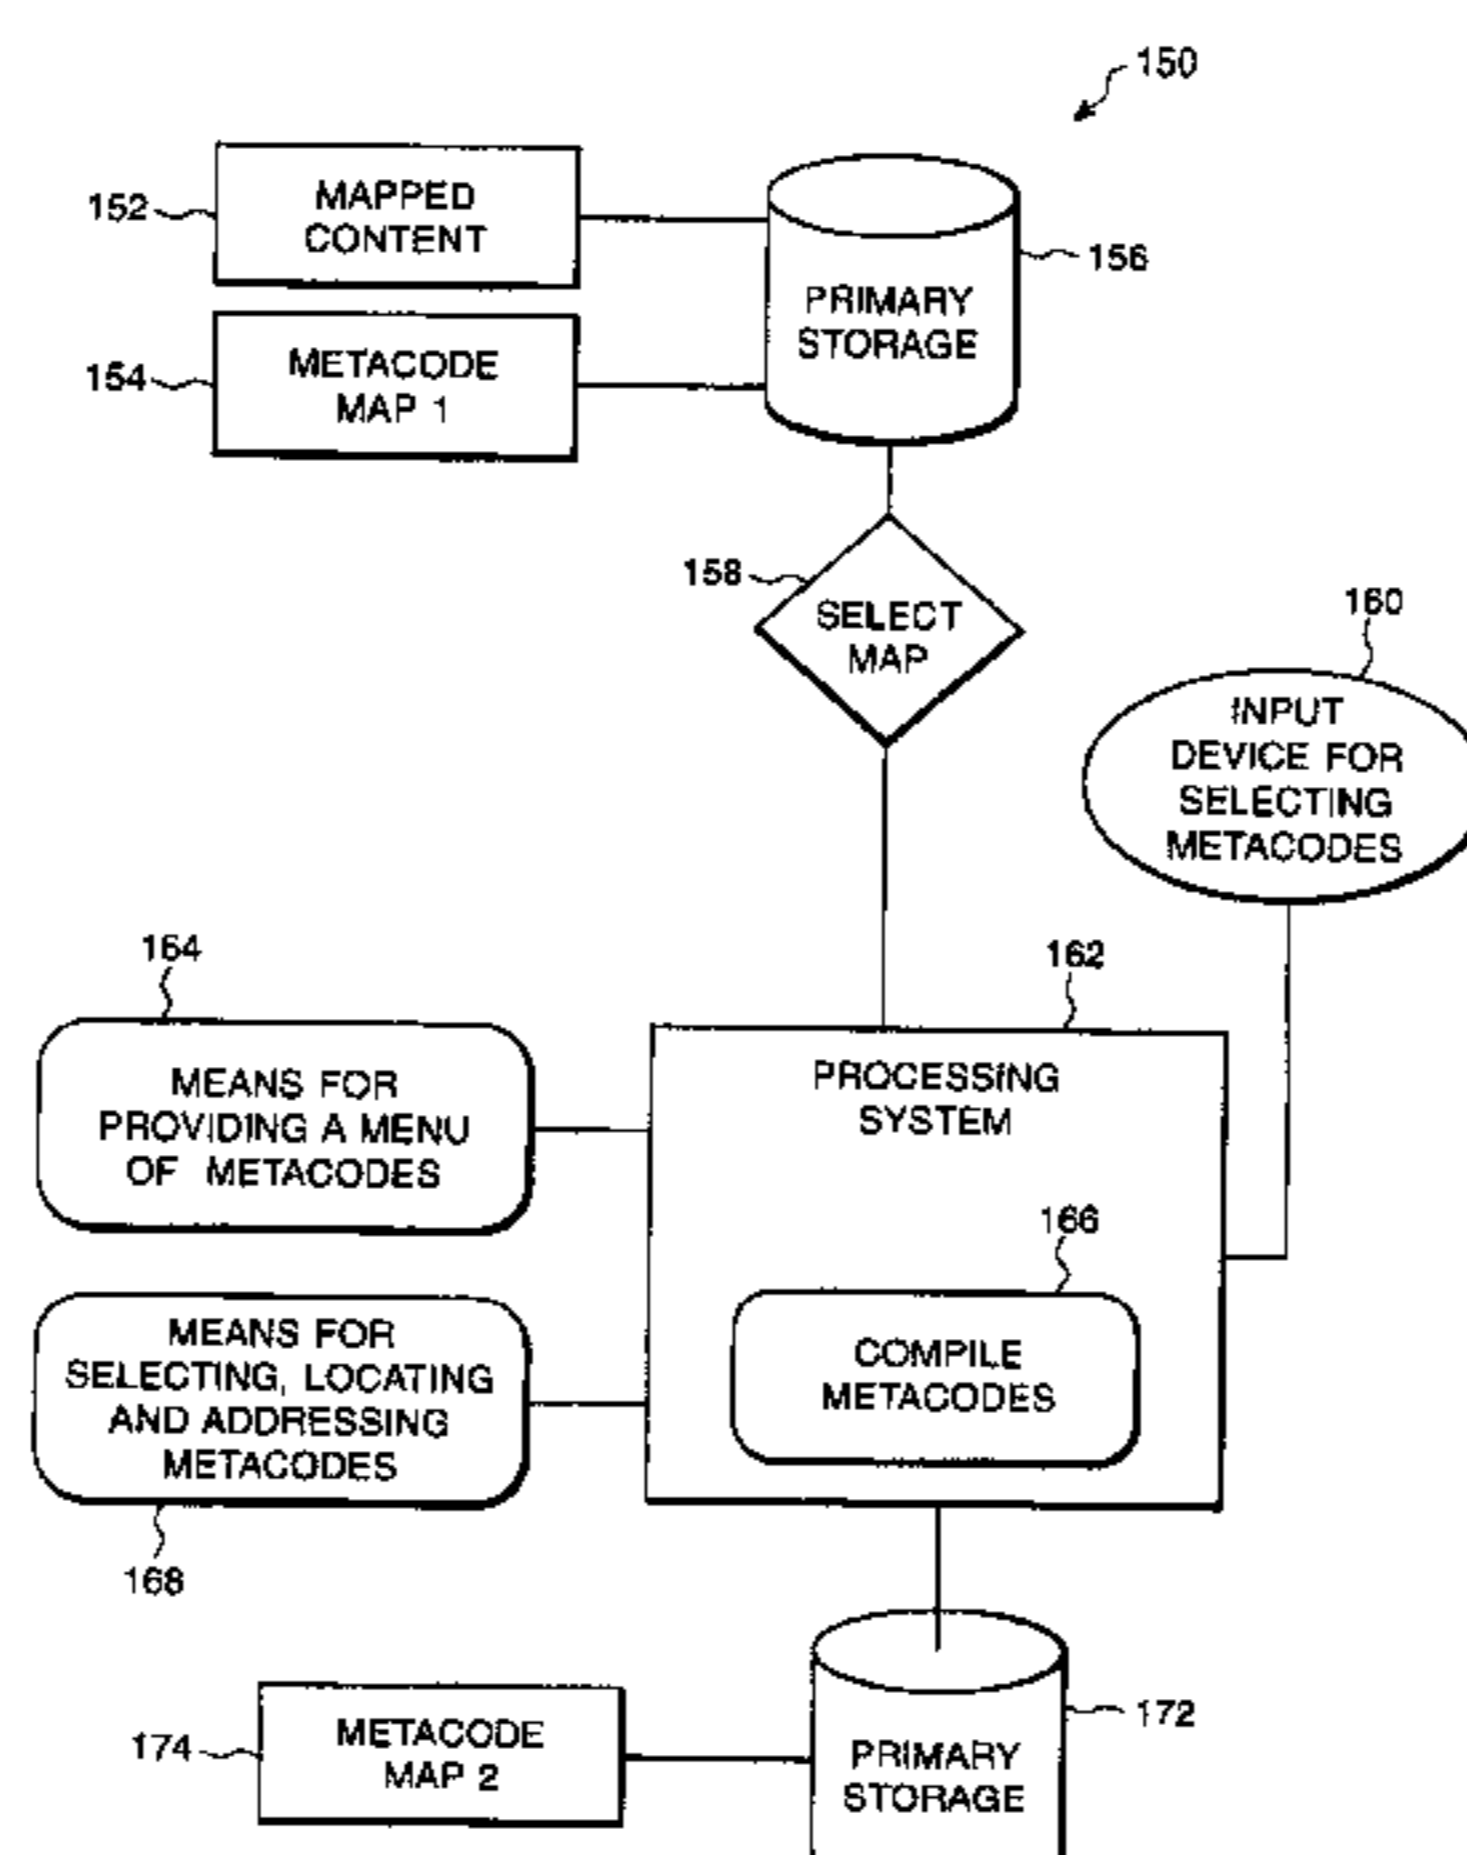 150
152
MAPPED
CONTENT
156
PRIMARY
STORAGE
154
METACODE
MAP 1
158
SELECT
MAP
160
INPUT
DEVICE FOR
SELECTING
METACODES
164
162
MEANS FOR
PROVIDING A MENU
OF METACODES
PROCESSING
SYSTEM
166
COMPILE
METACODES
MEANS FOR
SELECTING, LOCATING
AND ADDRESSING
METACODES
168
172
174
METACODE
MAP 2
PRIMARY
STORAGE